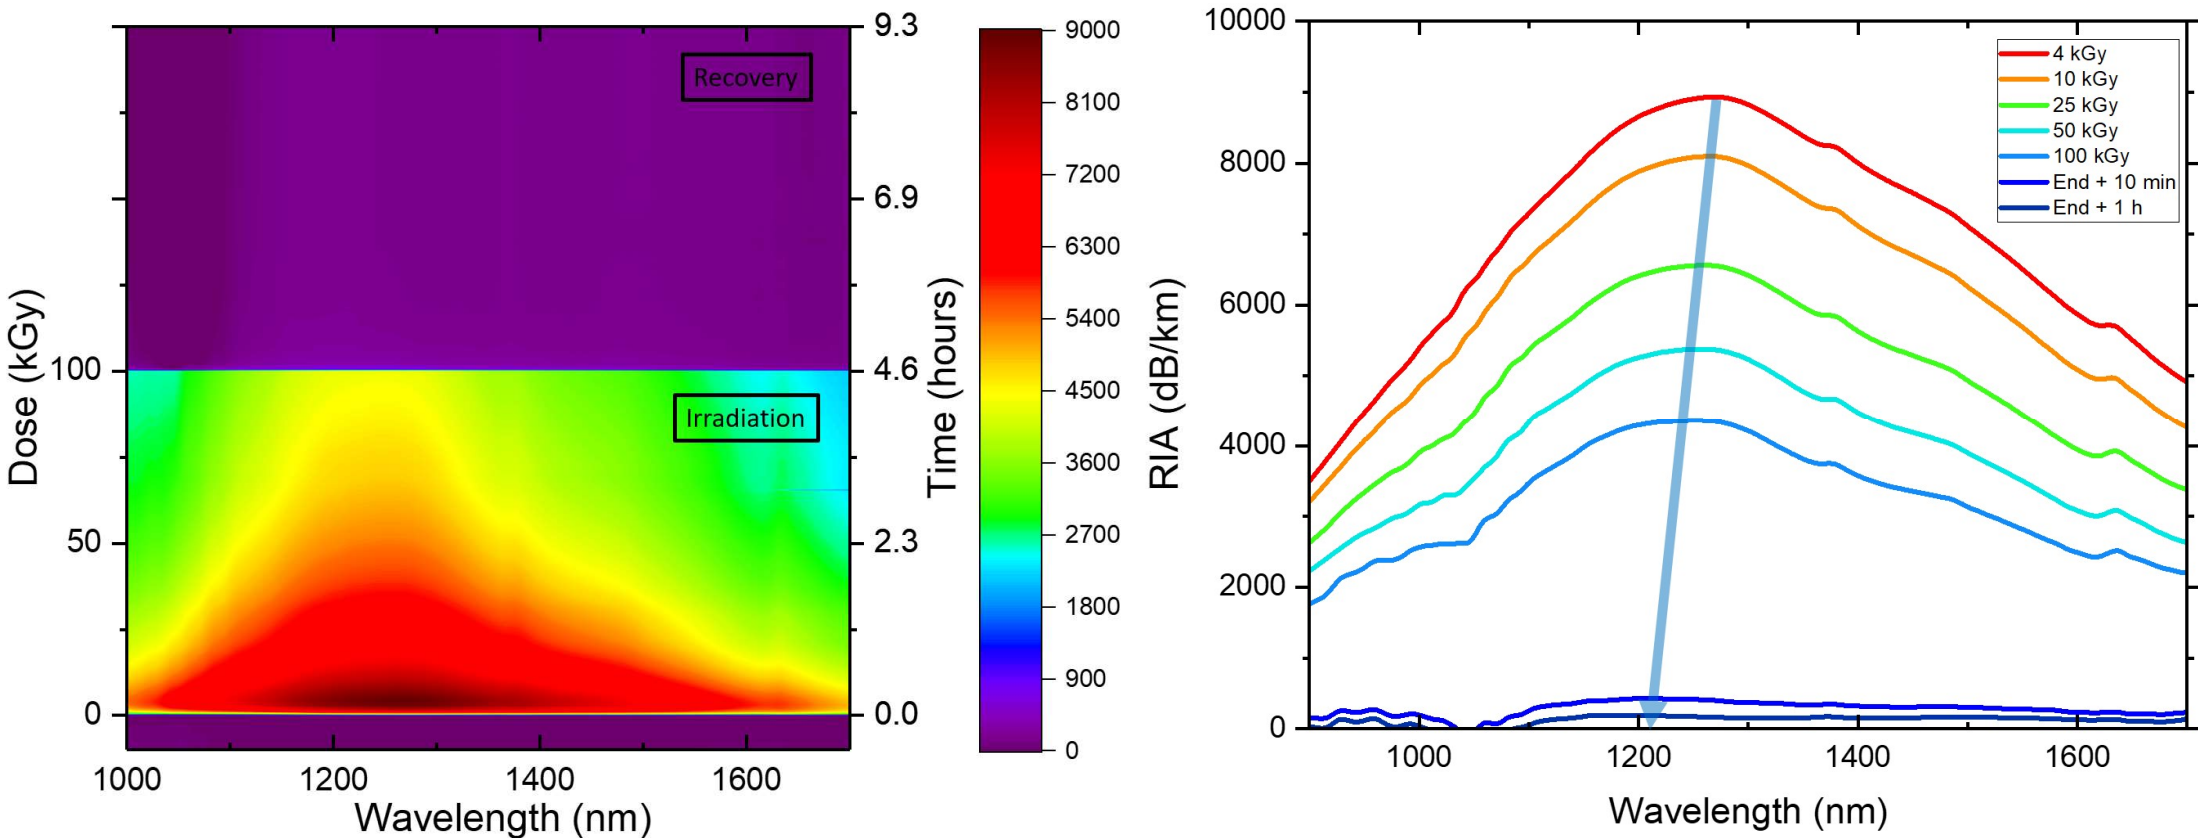 Recovery
Irradiation
100
50
0
Dose (kGy)
1000
1200
1400
1600
Wavelength (nm)
9.3
6.9
4.6
2.3
0.0
Time (hours)
9000
8100
7200
6300
5400
4500
3600
2700
1800
900
0
10000
8000
6000
4000
2000
0
RIA (dB/km)
4 kGy
10 kGy
25 kGy
50 kGy
100 kGy
End + 10 min
End + 1 h
1000
1200
1400
1600
Wavelength (nm)